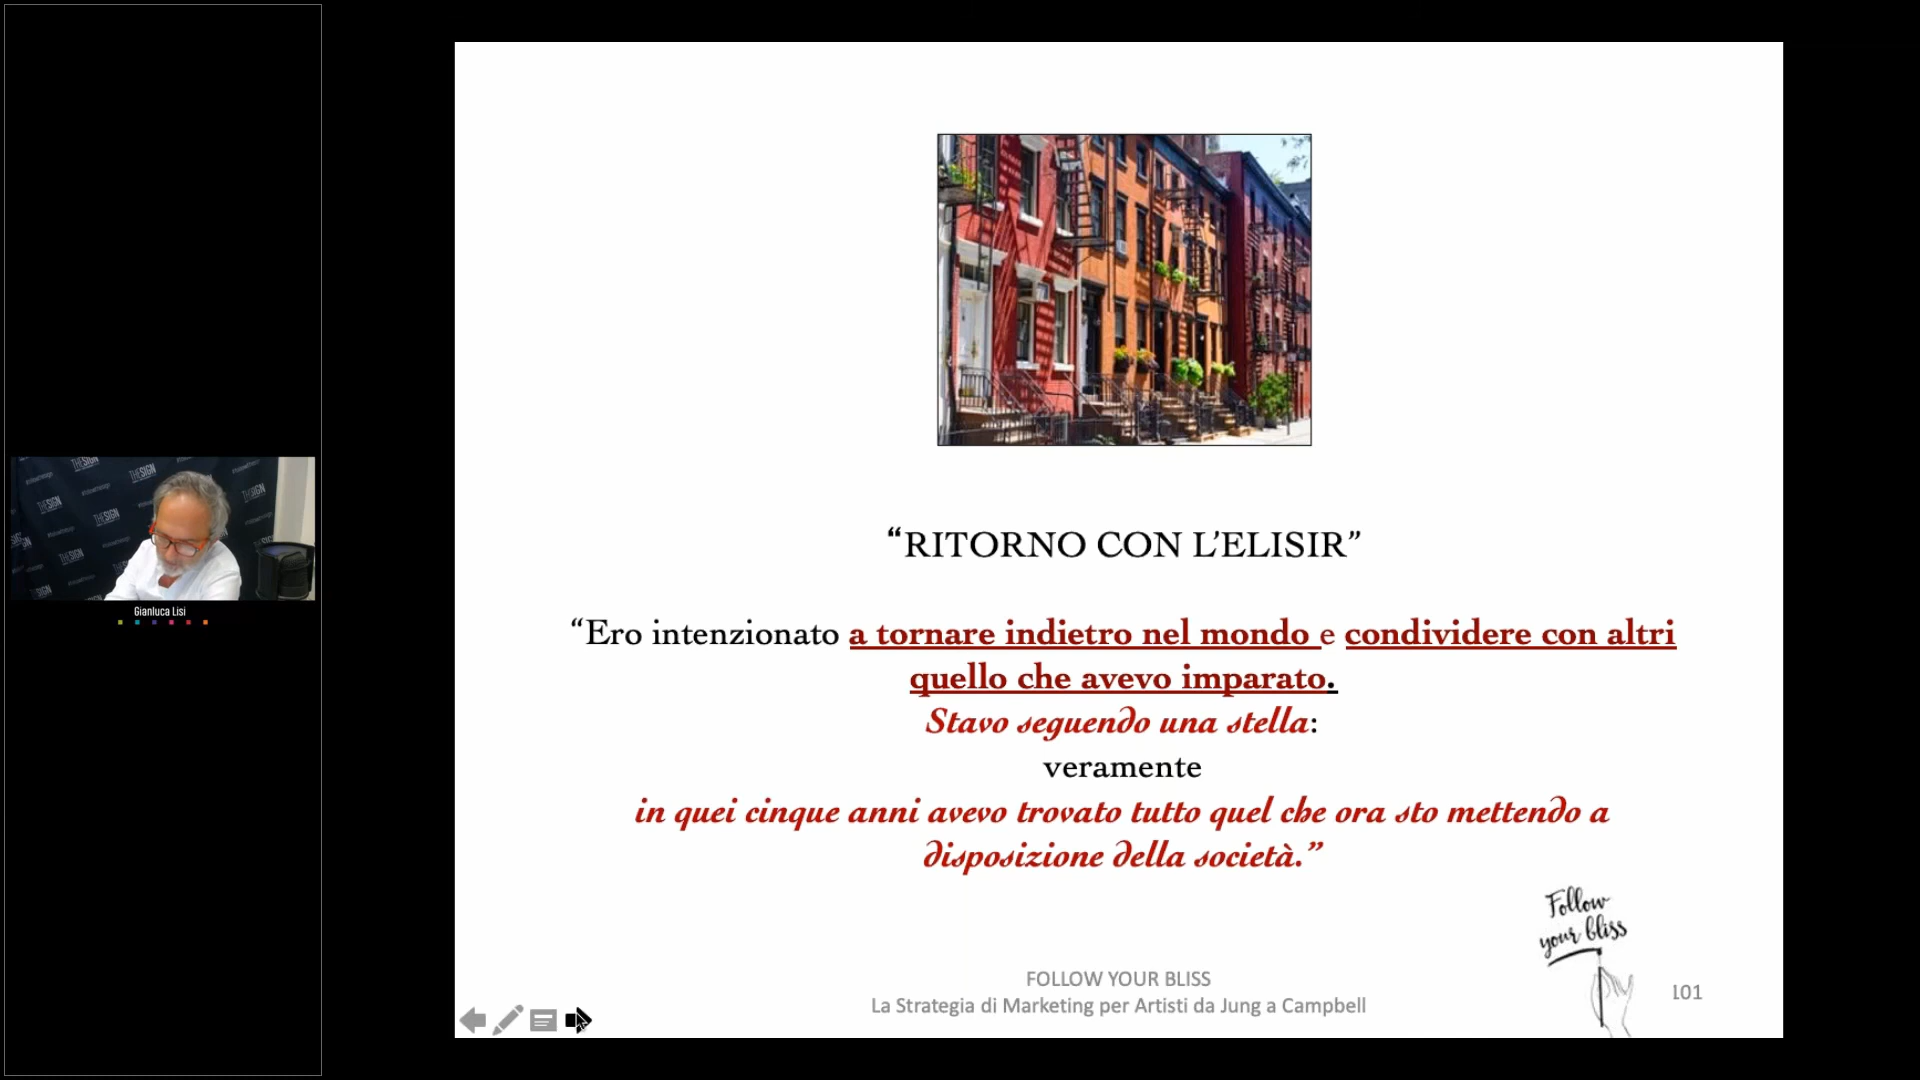 THESIGN
Gianluca Lisi
“RITORNO CON L’ELISIR”
“Ero intenzionato a tornare indietro nel mondo e condividere con altri
quello che avevo imparato.
Stavo seguendo una stella:
veramente
in quei cinque anni avevo trovato tutto quel che ora sto mettendo a
disposizione della società.”
Follow
your bliss
FOLLOW YOUR BLISS
La Strategia di Marketing per Artisti da Jung a Campbell
101